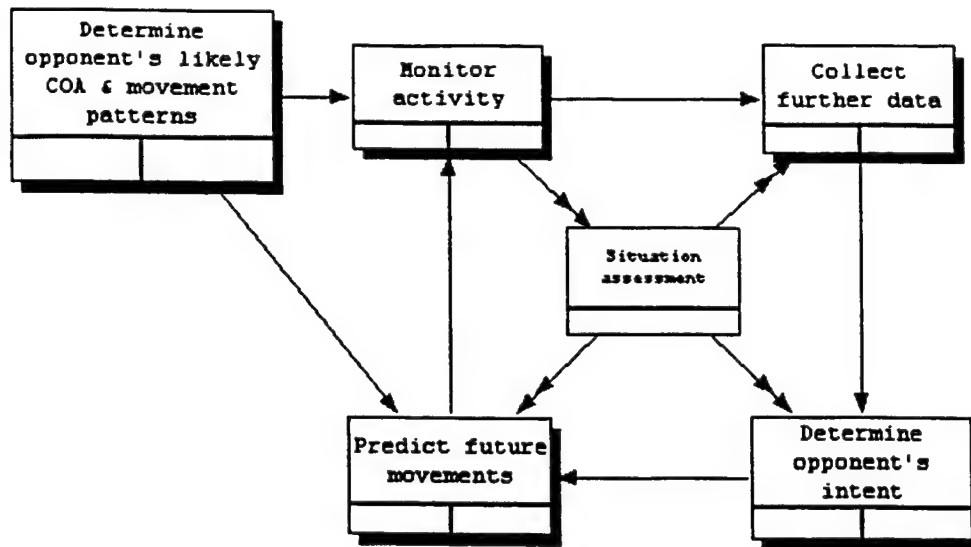 Determine
opponent's likely
COA & movement
patterns
Monitor
activity
Collect
further data
Situation
assessment
Predict future
movements
Determine
opponent's
intent